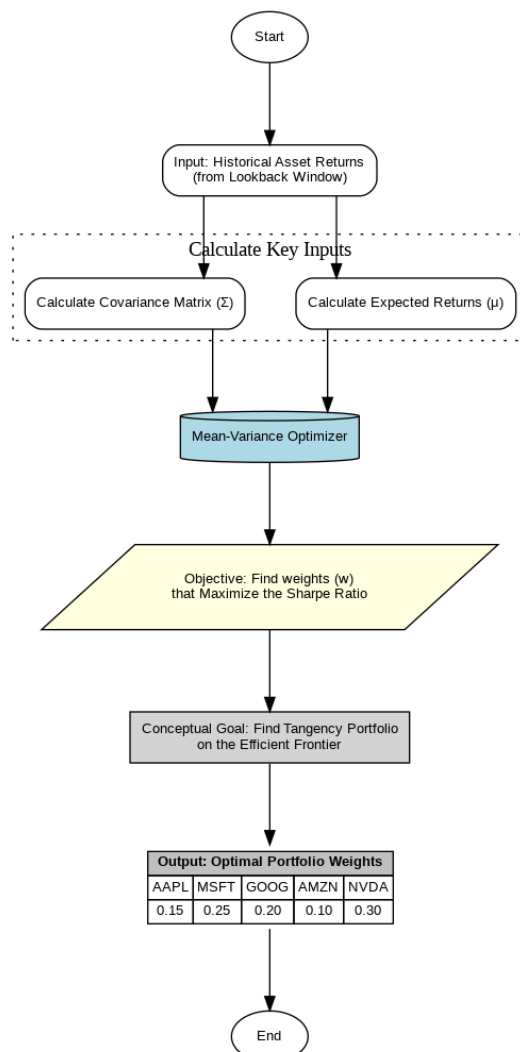 Start
Input: Historical Asset Returns
(from Lookback Window)
Calculate Key Inputs
Calculate Covariance Matrix (Σ)
Calculate Expected Returns (μ)
Mean-Variance Optimizer
Objective: Find weights (w)
that Maximize the Sharpe Ratio
Conceptual Goal: Find Tangency Portfolio
on the Efficient Frontier
Output: Optimal Portfolio Weights
AAPL MSFT GOOG AMZN NVDA
0.15 0.25 0.20 0.10 0.30
End